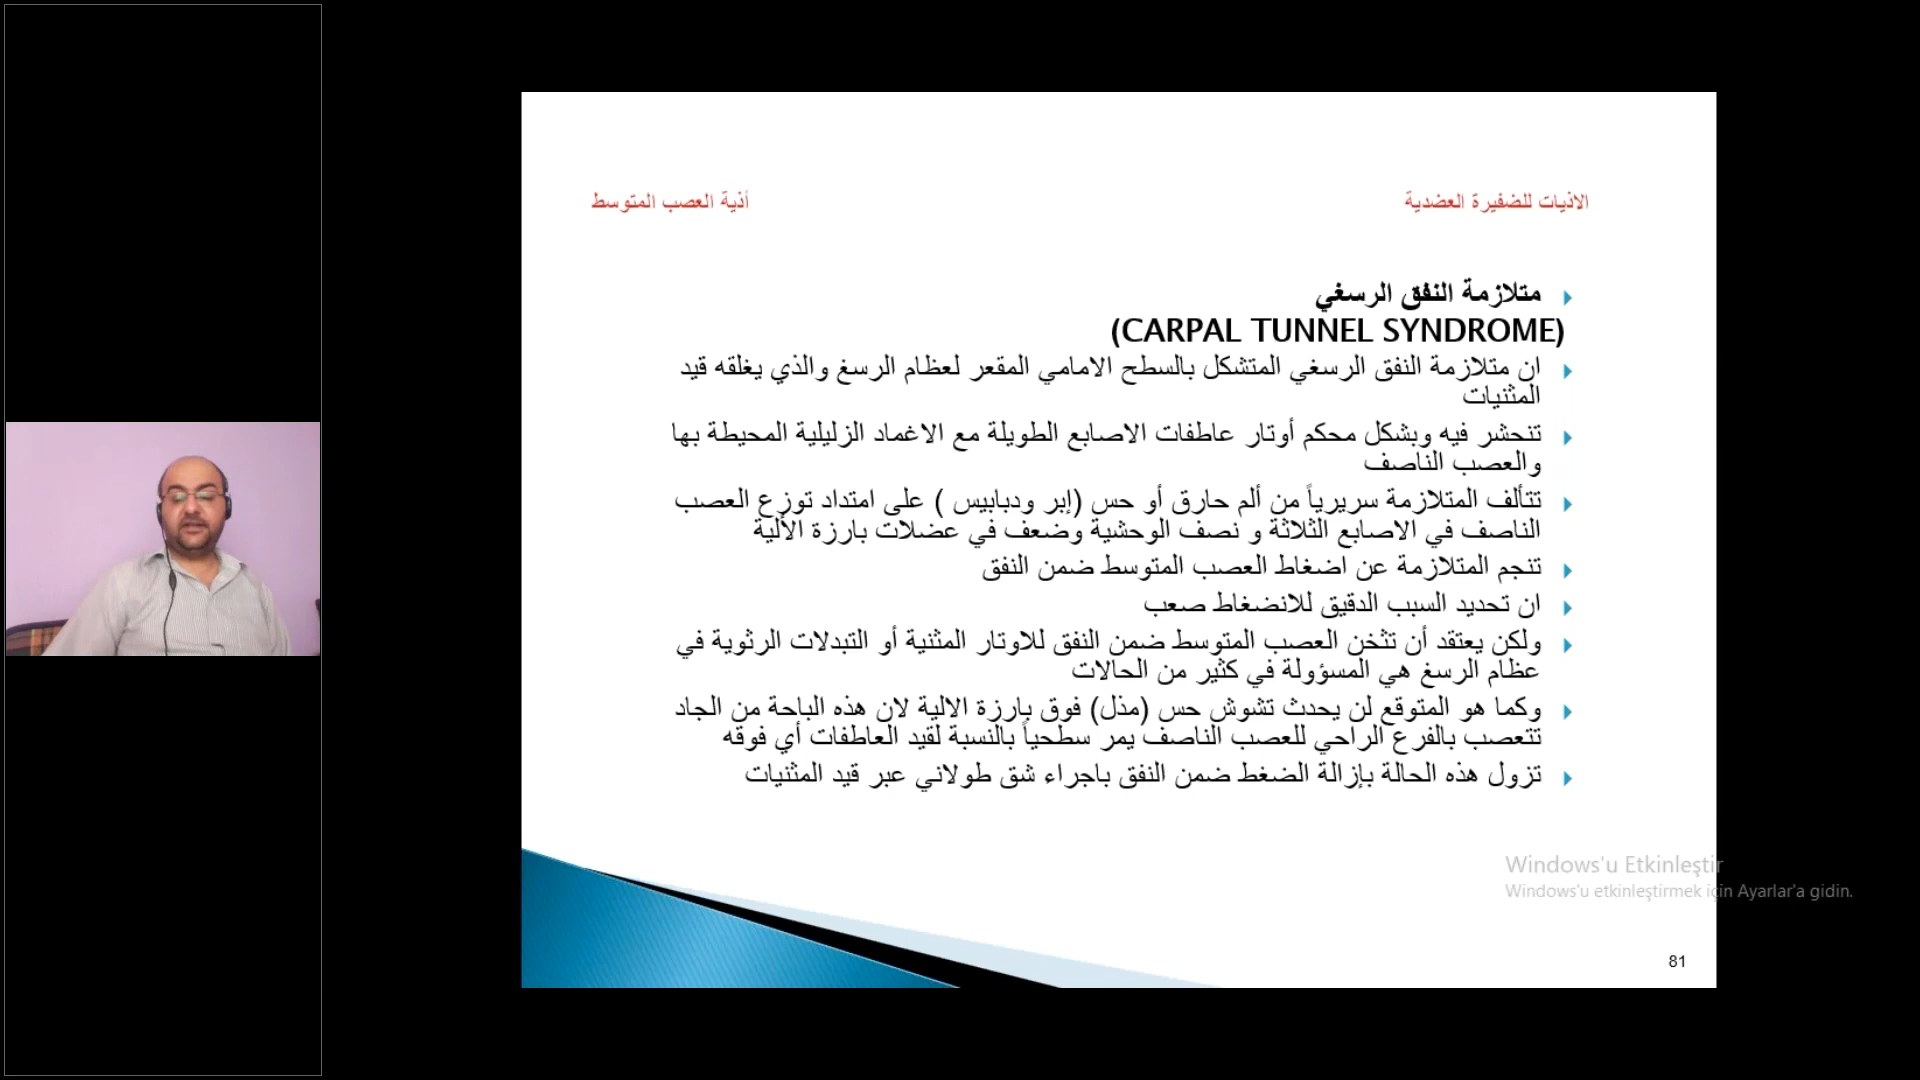 الاذيات للضفيرة العضدية
أذية العصب المتوسط
متلازمة النفق الرسغي
(CARPAL TUNNEL SYNDROME)
ان متلازمة النفق الرسغي المتشكل بالسطح الامامي المقعر لعظام الرسغ والذي يغلقه قيد
المثنيات
تنحشر فيه وبشكل محكم أوتار عاطفات الاصابع الطويلة مع الاغماد الزليلية المحيطة بها
والعصب الناصف
تتألف المتلازمة سريرياً من ألم حارق أو حس (إبر ودبابيس ) على امتداد توزع العصب
الناصف في الاصابع الثلاثة و نصف الوحشية وضعف في عضلات بارزة الألية
تنجم المتلازمة عن اضغاط العصب المتوسط ضمن النفق
ان تحديد السبب الدقيق للانضغاط صعب
ولكن يعتقد أن تثخن العصب المتوسط ضمن النفق للاوتار المثنية أو التبدلات الرثوية في
عظام الرسغ هي المسؤولة في كثير من الحالات
وكما هو المتوقع لن يحدث تشوش حس (مذل) فوق بارزة الالية لان هذه الباحة من الجاد
تتعصب بالفرع الراحي للعصب الناصف يمر سطحياً بالنسبة لقيد العاطفات أي فوقه
تزول هذه الحالة بإزالة الضغط ضمن النفق باجراء شق طولاني عبر قيد المثنيات
Windows'u Etkinleştir
Windows'u etkinleştirmek için Ayarlar'a gidin.
81